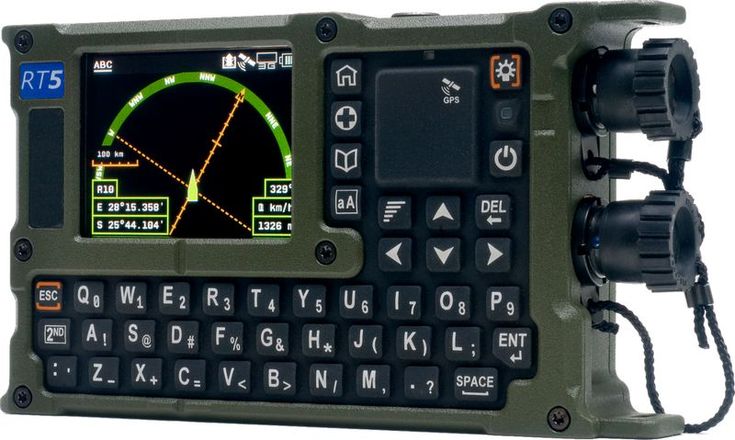 RT5
ABC
3G
W
WNW
NW
NNW
NNE
NE
100 km
R10
E 28°15.358'
S 25°44.104'
329°
0 km/h
1326 m
GPS
aA
DEL
ESC
Q0 W1 E2 R3 T4 Y5 U6 I7 O8 P9
2ND A! S@ D# F% G& H* J( K) L; ENT
:' Z_ X+ C= V< B> N/ M, .? SPACE